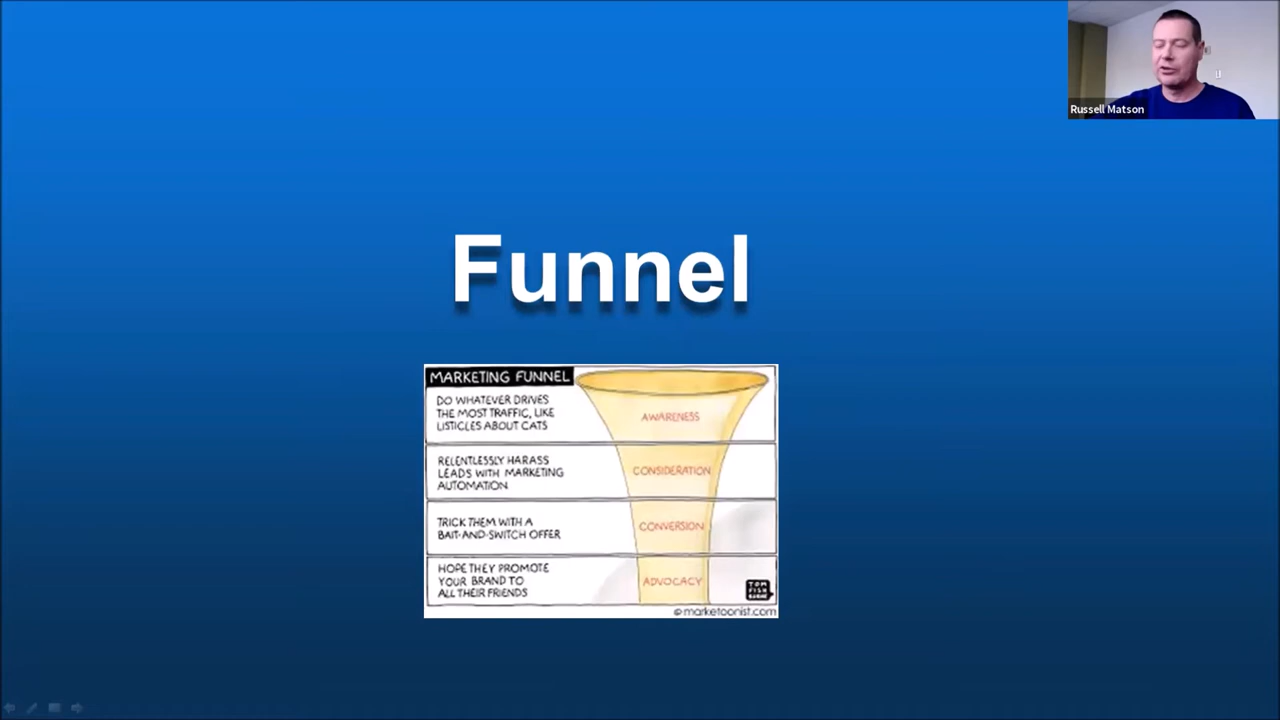 Russell Matson
Funnel
MARKETING FUNNEL
DO WHATEVER DRIVES
THE MOST TRAFFIC, LIKE
LISTICLES ABOUT CATS
AWARENESS
RELENTLESSLY HARASS
LEADS WITH MARKETING
AUTOMATION
CONSIDERATION
TRICK THEM WITH A
BAIT-AND-SWITCH OFFER
CONVERSION
HOPE THEY PROMOTE
YOUR BRAND TO
ALL THEIR FRIENDS
ADVOCACY
TOM
FISH
BURNE
© marketoonist.com